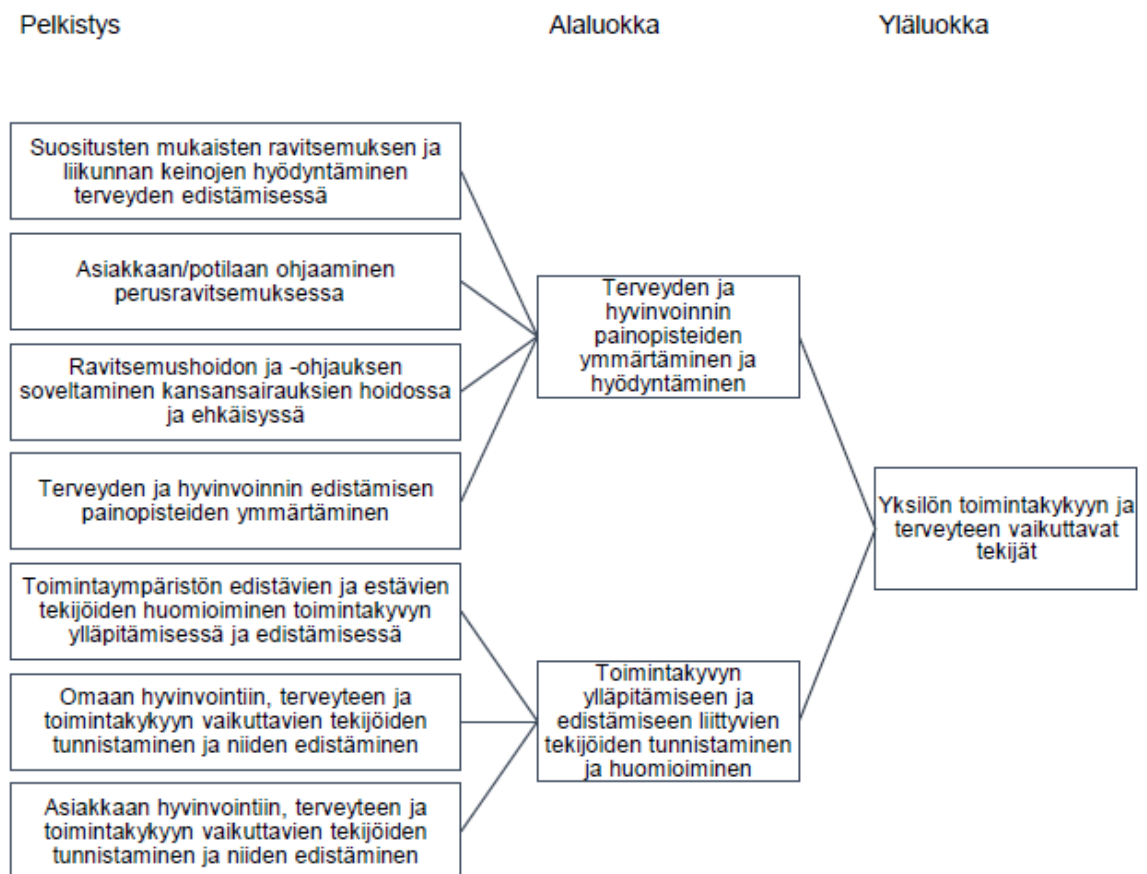 Pelkistys
Alaluokka
Yläluokka
Suositusten mukaisten ravitsemuksen ja
liikunnan keinojen hyödyntäminen
terveyden edistämisessä
Asiakkaan/potilaan ohjaaminen
perusravitsemuksessa
Ravitsemushoidon ja -ohjauksen
soveltaminen kansansairauksien hoidossa
ja ehkäisyssä
Terveyden ja hyvinvoinnin edistämisen
painopisteiden ymmärtäminen
Toimintaympäristön edistävien ja estävien
tekijöiden huomioiminen toimintakyvyn
ylläpitämisessä ja edistämisessä
Omaan hyvinvointiin, terveyteen ja
toimintakykyyn vaikuttavien tekijöiden
tunnistaminen ja niiden edistäminen
Asiakkaan hyvinvointiin, terveyteen ja
toimintakykyyn vaikuttavien tekijöiden
tunnistaminen ja niiden edistäminen
Terveyden ja
hyvinvoinnin
painopisteiden
ymmärtäminen ja
hyödyntäminen
Toimintakyvyn
ylläpitämiseen ja
edistämiseen liittyvien
tekijöiden tunnistaminen
ja huomioiminen
Yksilön toimintakykyyn ja
terveyteen vaikuttavat
tekijät